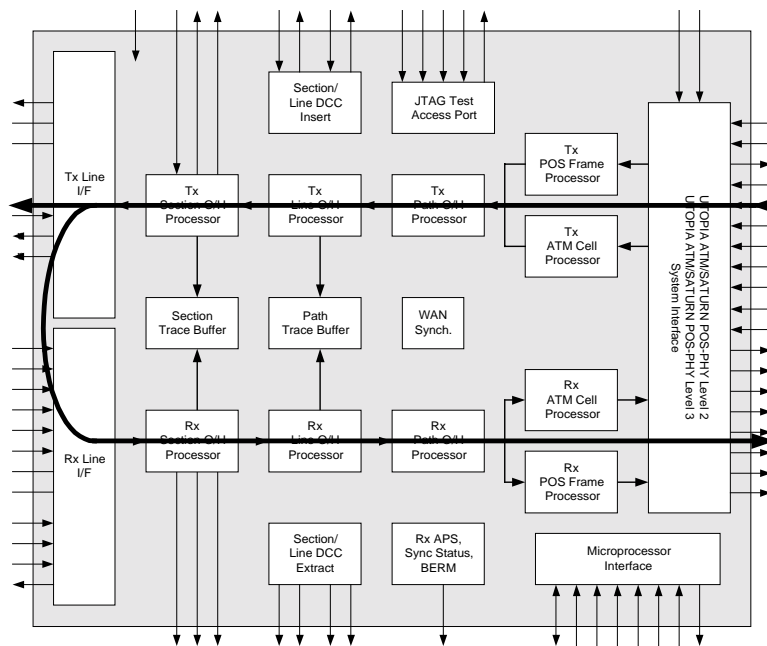 Section/
Line DCC
Insert
JTAG Test
Access Port
Tx Line
I/F
Tx
Section O/H
Processor
Tx
Line O/H
Processor
Tx
Path O/H
Processor
Tx
POS Frame
Processor
Tx
ATM Cell
Processor
UTOPIA ATM/SATURN POS-PHY Level 2
UTOPIA ATM/SATURN POS-PHY Level 3
System Interface
Section
Trace Buffer
Path
Trace Buffer
WAN
Synch.
Rx Line
I/F
Rx
Section O/H
Processor
Rx
Line O/H
Processor
Rx
Path O/H
Processor
Rx
ATM Cell
Processor
Rx
POS Frame
Processor
Section/
Line DCC
Extract
Rx APS,
Sync Status,
BERM
Microprocessor
Interface